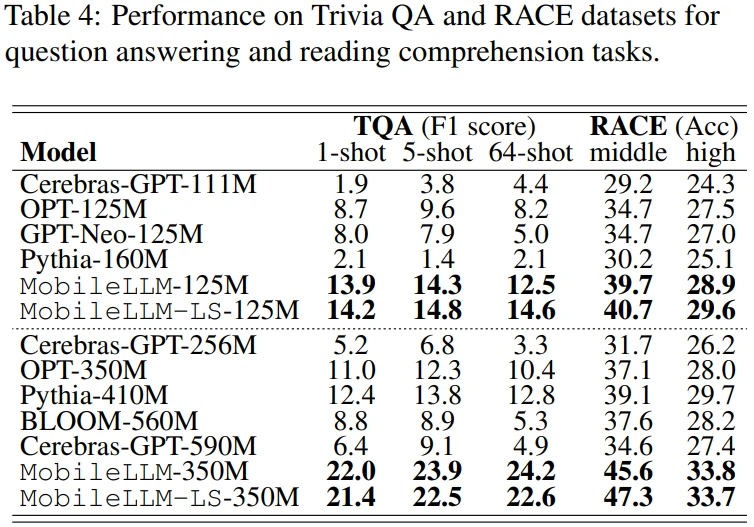 Table 4: Performance on Trivia QA and RACE datasets for
question answering and reading comprehension tasks.
TQA (F1 score) RACE (Acc)
Model 1-shot 5-shot 64-shot middle high
Cerebras-GPT-111M 1.9 3.8 4.4 29.2 24.3
OPT-125M 8.7 9.6 8.2 34.7 27.5
GPT-Neo-125M 8.0 7.9 5.0 34.7 27.0
Pythia-160M 2.1 1.4 2.1 30.2 25.1
MobileLLM-125M 13.9 14.3 12.5 39.7 28.9
MobileLLM-LS-125M 14.2 14.8 14.6 40.7 29.6
Cerebras-GPT-256M 5.2 6.8 3.3 31.7 26.2
OPT-350M 11.0 12.3 10.4 37.1 28.0
Pythia-410M 12.4 13.8 12.8 39.1 29.7
BLOOM-560M 8.8 8.9 5.3 37.6 28.2
Cerebras-GPT-590M 6.4 9.1 4.9 34.6 27.4
MobileLLM-350M 22.0 23.9 24.2 45.6 33.8
MobileLLM-LS-350M 21.4 22.5 22.6 47.3 33.7